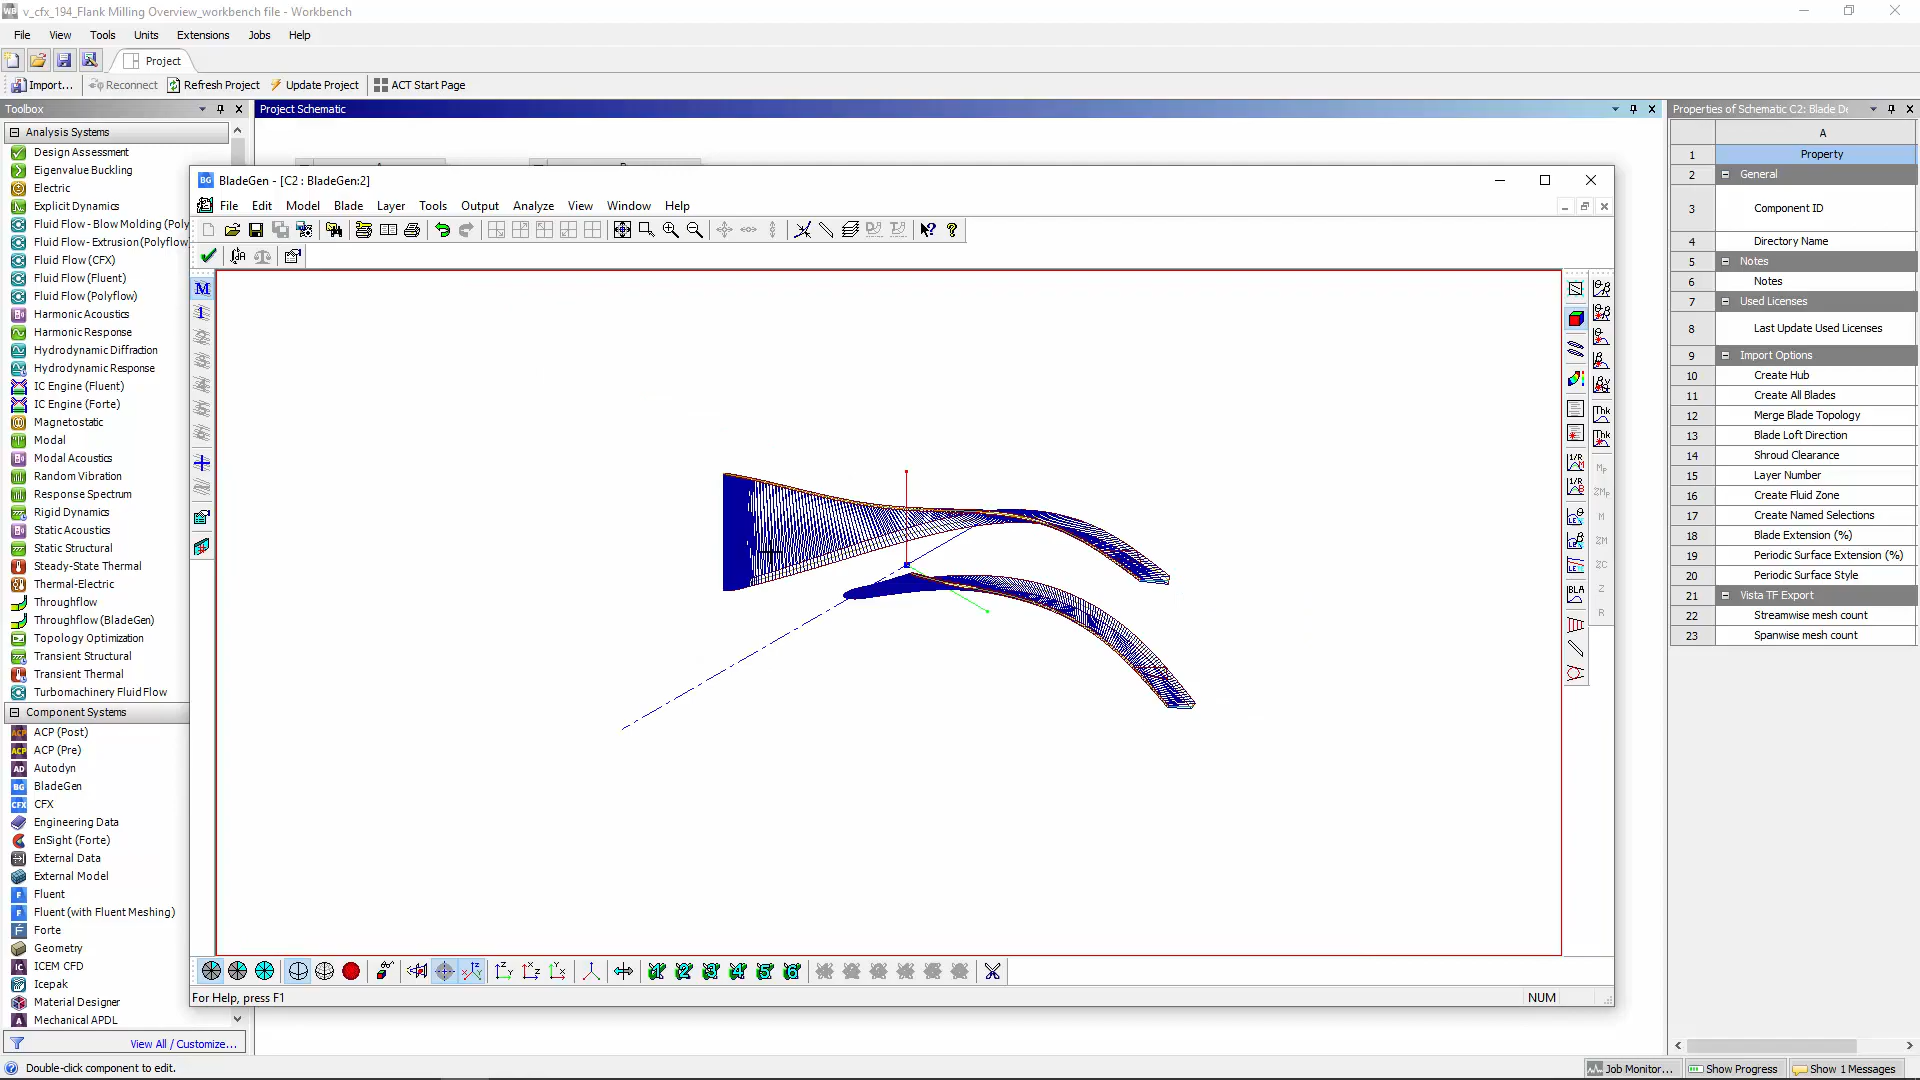 v_cfx_194_Flank Milling Overview_workbench file - Workbench
File View Tools Units Extensions Jobs Help
Project
Import... Reconnect Refresh Project Update Project ACT Start Page
Toolbox
Project Schematic
Properties of Schematic C2: Blade De
Analysis Systems
Design Assessment
Eigenvalue Buckling
Electric
Explicit Dynamics
Fluid Flow - Blow Molding (Poly
Fluid Flow - Extrusion (Polyflow
Fluid Flow (CFX)
Fluid Flow (Fluent)
Fluid Flow (Polyflow)
Harmonic Acoustics
Harmonic Response
Hydrodynamic Diffraction
Hydrodynamic Response
IC Engine (Fluent)
IC Engine (Forte)
Magnetostatic
Modal
Modal Acoustics
Random Vibration
Response Spectrum
Rigid Dynamics
Static Acoustics
Static Structural
Steady-State Thermal
Thermal-Electric
Throughflow
Throughflow (BladeGen)
Topology Optimization
Transient Structural
Transient Thermal
Turbomachinery Fluid Flow
Component Systems
ACP (Post)
ACP (Pre)
Autodyn
BladeGen
CFX
Engineering Data
EnSight (Forte)
External Data
External Model
Fluent
Fluent (with Fluent Meshing)
Forte
Geometry
ICEM CFD
Icepak
Material Designer
Mechanical APDL
View All / Customize...
Double-click component to edit.
BladeGen - [C2 : BladeGen:2]
File Edit Model Blade Layer Tools Output Analyze View Window Help
For Help, press F1
NUM
A
1 Property
2 General
3 Component ID
4 Directory Name
5 Notes
6 Notes
7 Used Licenses
8 Last Update Used Licenses
9 Import Options
10 Create Hub
11 Create All Blades
12 Merge Blade Topology
13 Blade Loft Direction
14 Shroud Clearance
15 Layer Number
16 Create Fluid Zone
17 Create Named Selections
18 Blade Extension (%)
19 Periodic Surface Extension (%)
20 Periodic Surface Style
21 Vista TF Export
22 Streamwise mesh count
23 Spanwise mesh count
Job Monitor... Show Progress Show 1 Messages